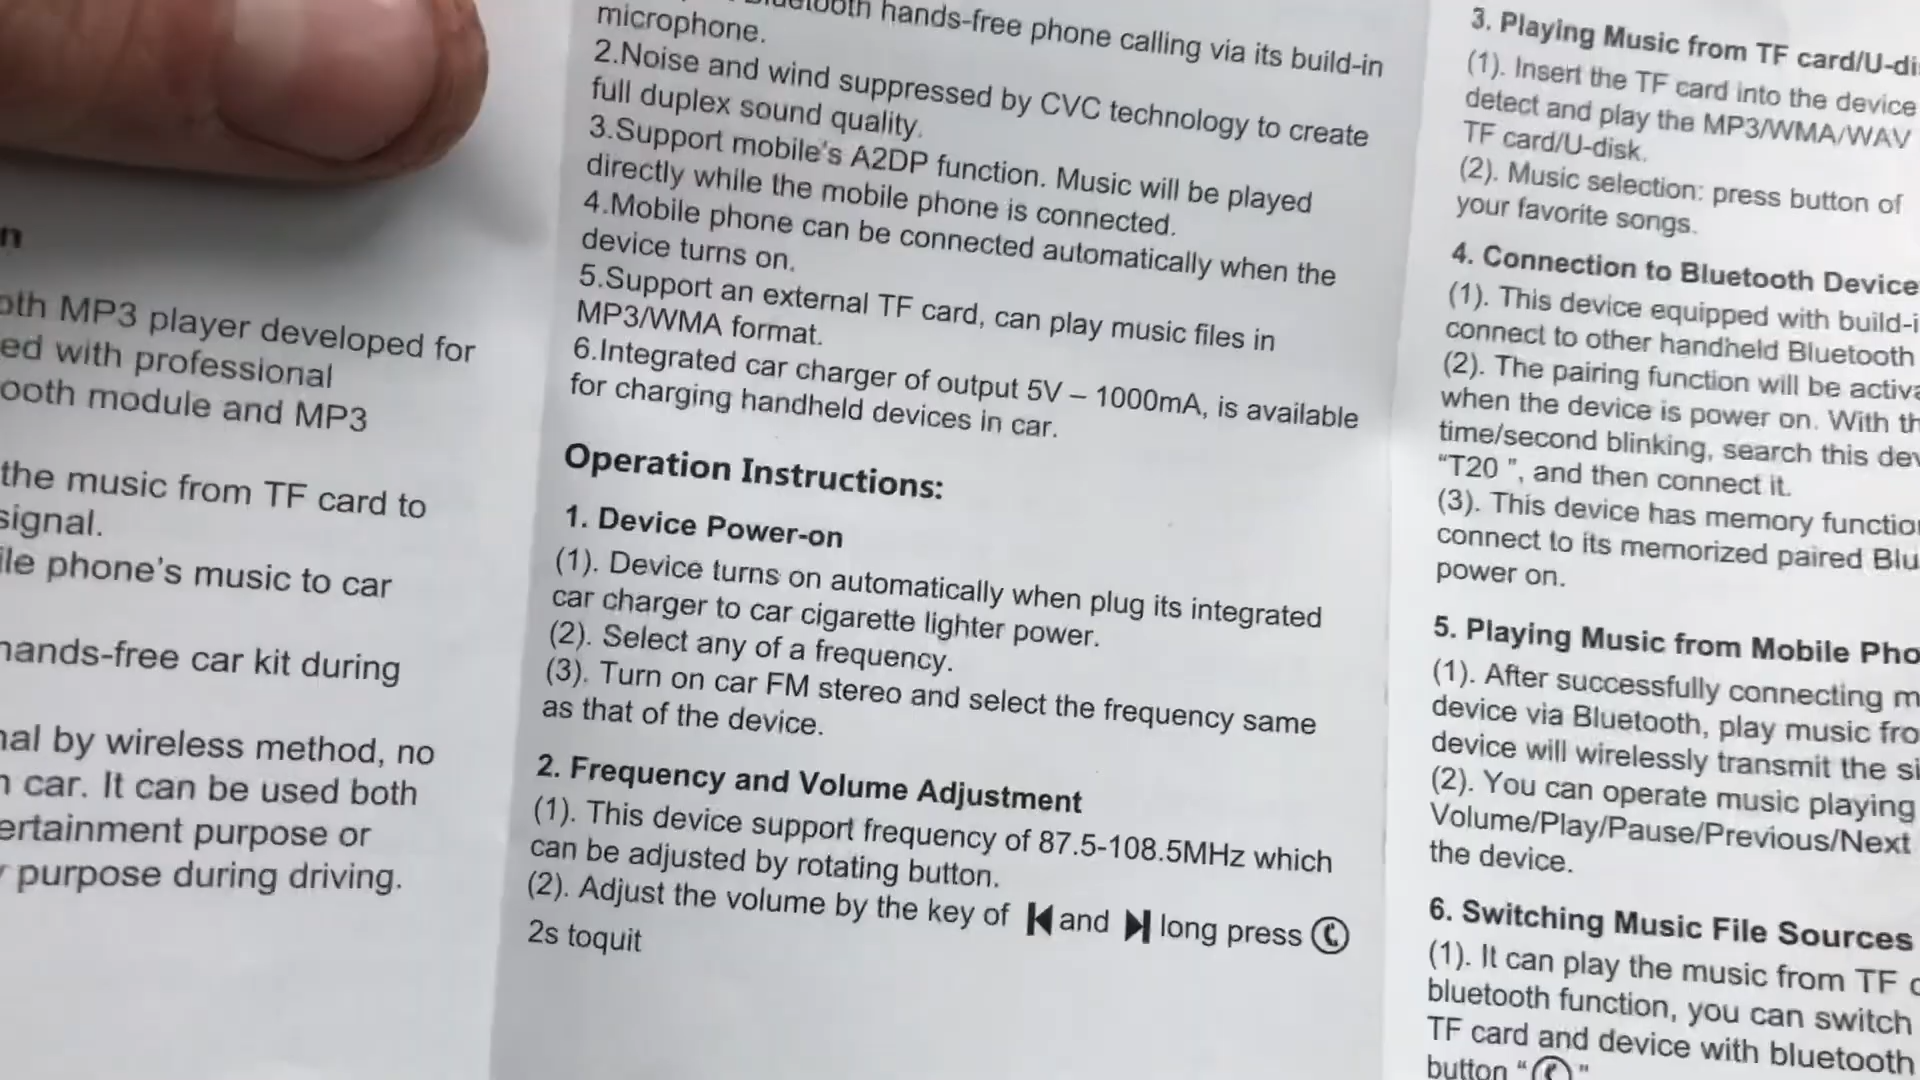 n
MP3 player developed for
with professional
module and MP3
the music from TF card to
signal.
phone's music to car
hands-free car kit during
by wireless method, no
car. It can be used both
purpose or
purpose during driving.
hands-free phone calling via its build-in
microphone.
2.Noise and wind suppressed by CVC technology to create
full duplex sound quality.
3.Support mobile's A2DP function. Music will be played
directly while the mobile phone is connected.
4.Mobile phone can be connected automatically when the
device turns on.
5.Support an external TF card, can play music files in
MP3/WMA format.
6.Integrated car charger of output 5V – 1000mA, is available
for charging handheld devices in car.
Operation Instructions:
1. Device Power-on
(1). Device turns on automatically when plug its integrated
car charger to car cigarette lighter power.
(2). Select any of a frequency.
(3). Turn on car FM stereo and select the frequency same
as that of the device.
2. Frequency and Volume Adjustment
(1). This device support frequency of 87.5-108.5MHz which
can be adjusted by rotating button.
(2). Adjust the volume by the key of and long press
2s toquit
3. Playing Music from TF card/U-di
(1). Insert the TF card into the device
detect and play the MP3/WMA/WAV
TF card/U-disk.
(2). Music selection: press button of
your favorite songs.
4. Connection to Bluetooth Device
(1). This device equipped with build-i
connect to other handheld Bluetooth
(2). The pairing function will be activa
when the device is power on. With th
time/second blinking, search this dev
“T20 ”, and then connect it.
(3). This device has memory functio
connect to its memorized paired Blu
power on.
5. Playing Music from Mobile Pho
(1). After successfully connecting m
device via Bluetooth, play music fro
device will wirelessly transmit the si
(2). You can operate music playing
Volume/Play/Pause/Previous/Next
the device.
6. Switching Music File Sources
(1). It can play the music from TF c
bluetooth function, you can switch
TF card and device with bluetooth
button “ ”